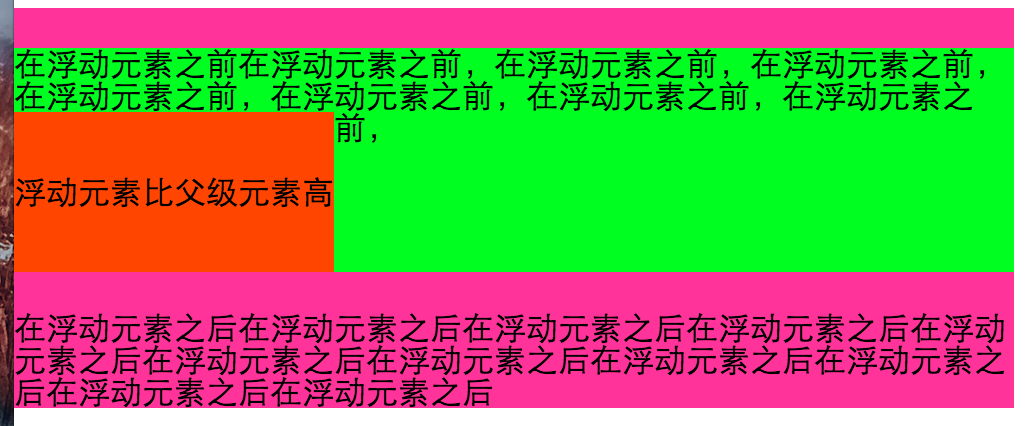 在浮动元素之前在浮动元素之前，在浮动元素之前，在浮动元素之前，
在浮动元素之前，在浮动元素之前，在浮动元素之前，在浮动元素之
前，
浮动元素比父级元素高
在浮动元素之后在浮动元素之后在浮动元素之后在浮动元素之后在浮动
元素之后在浮动元素之后在浮动元素之后在浮动元素之后在浮动元素之
后在浮动元素之后在浮动元素之后